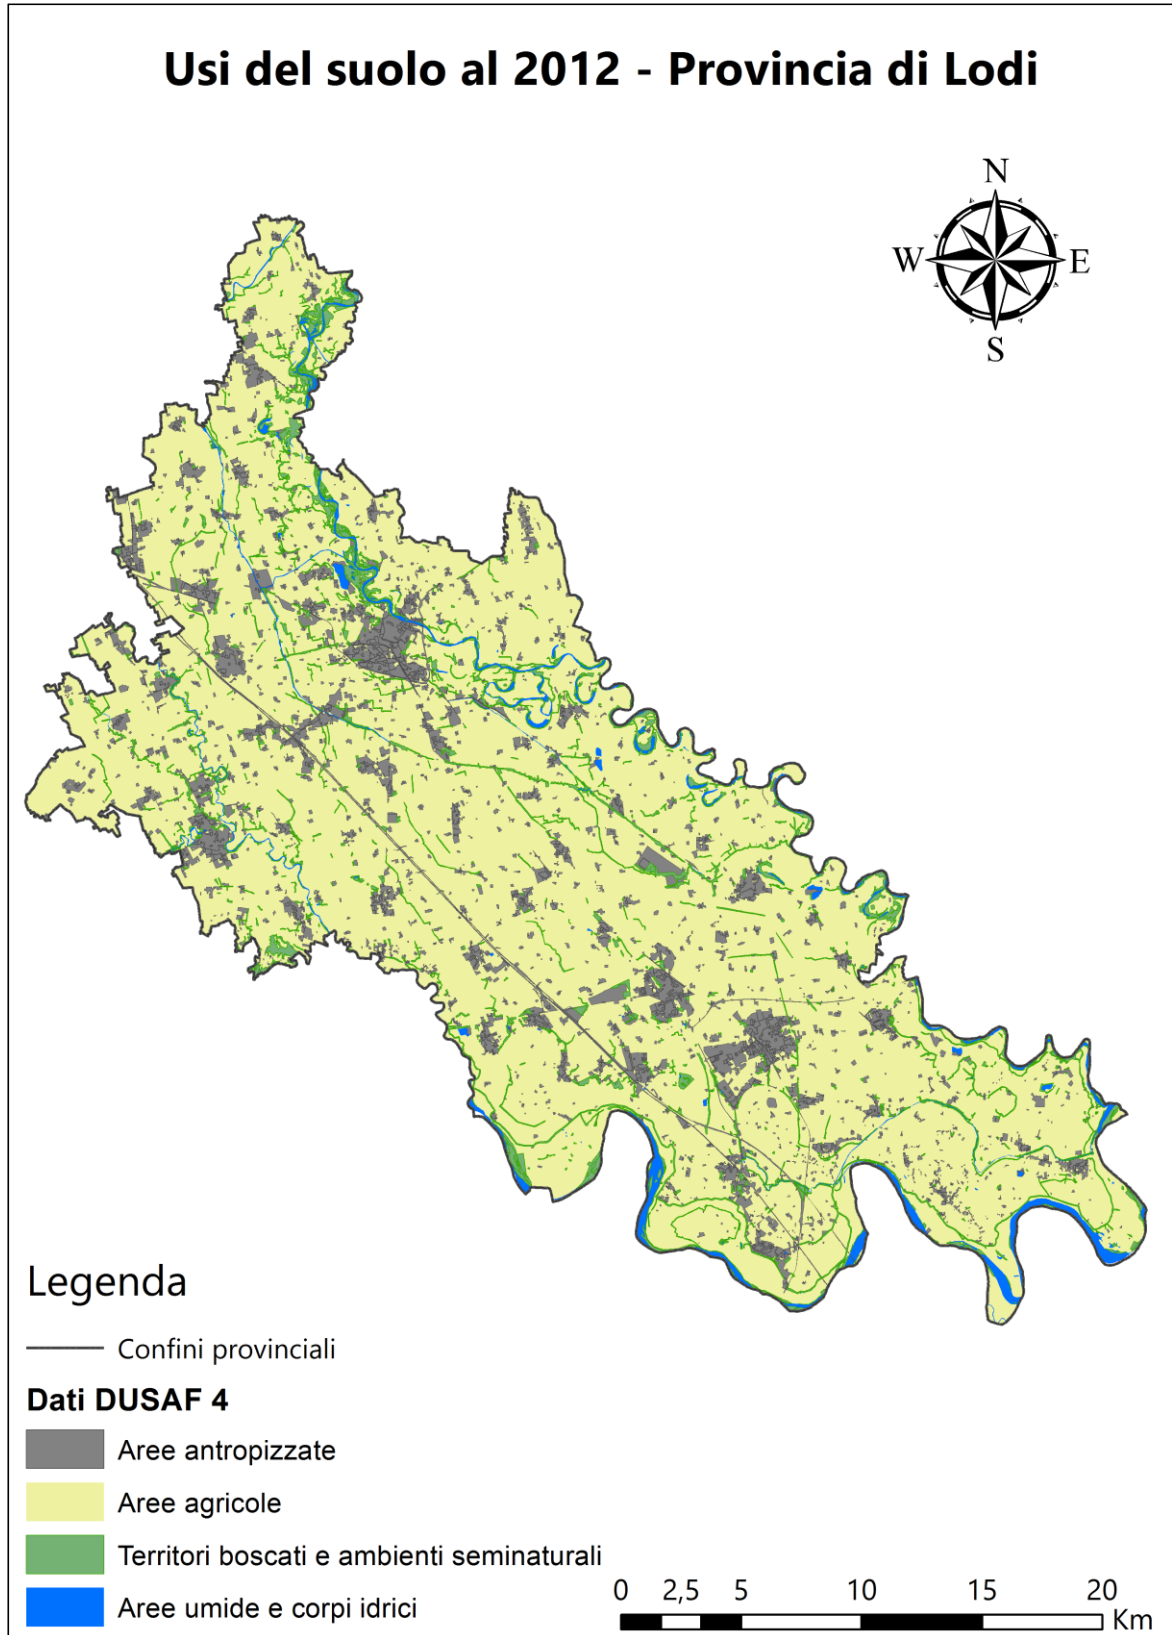 Usi del suolo al 2012 - Provincia di Lodi
N
W E
S
Legenda
Confini provinciali
Dati DUSAF 4
Aree antropizzate
Aree agricole
Territori boscati e ambienti seminaturali
Aree umide e corpi idrici
0 2,5 5 10 15 20
Km